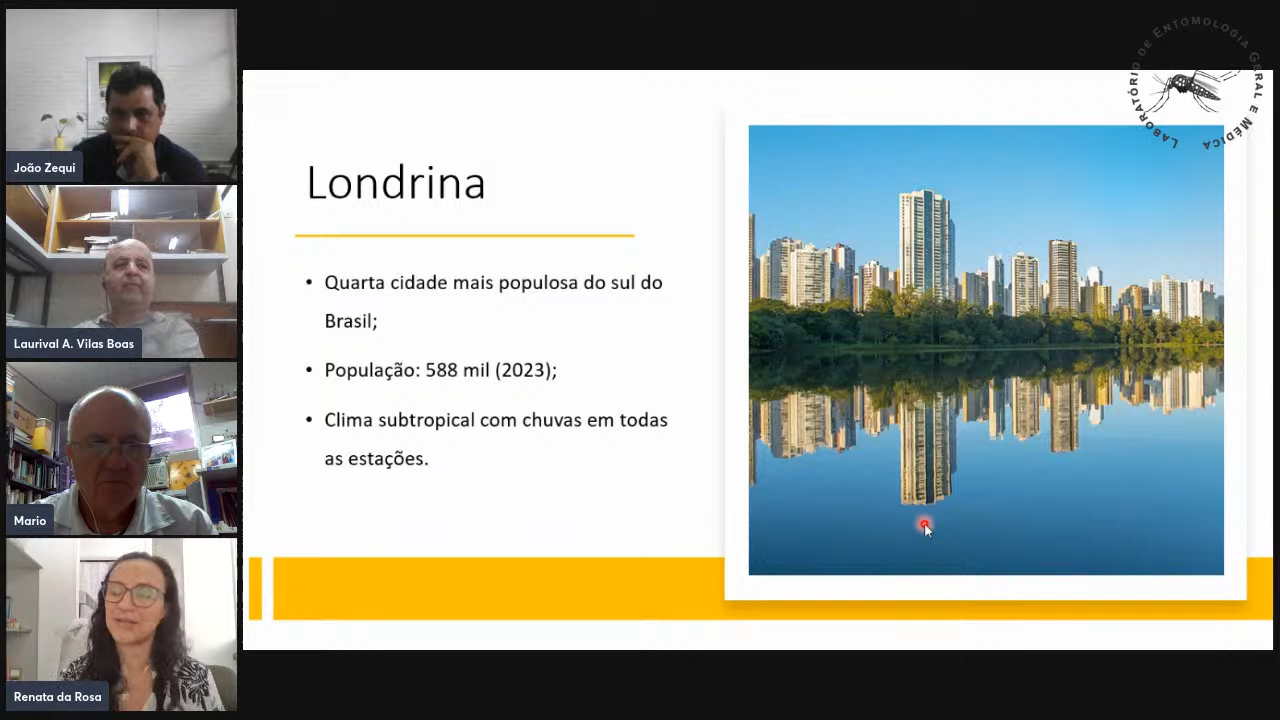 João Zequi
Laurival A. Vilas Boas
Mario
Renata da Rosa
Londrina
• Quarta cidade mais populosa do sul do
Brasil;
• População: 588 mil (2023);
• Clima subtropical com chuvas em todas
as estações.
LABORATÓRIO DE ENTOMOLOGIA GERAL E MÉDICA